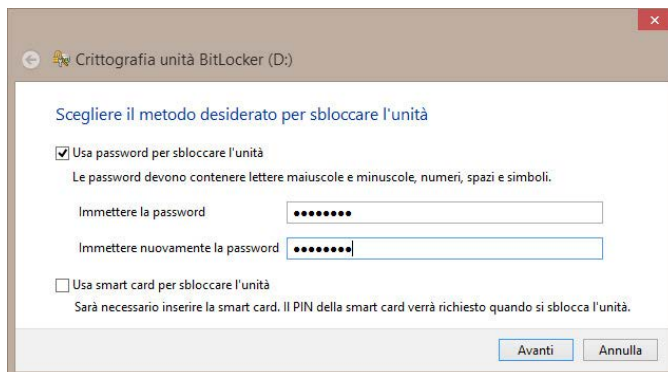 Crittografia unità BitLocker (D:)
Scegliere il metodo desiderato per sbloccare l'unità
Usa password per sbloccare l'unità
Le password devono contenere lettere maiuscole e minuscole, numeri, spazi e simboli.
Immettere la password ●●●●●●●●
Immettere nuovamente la password ●●●●●●●●
Usa smart card per sbloccare l'unità
Sarà necessario inserire la smart card. Il PIN della smart card verrà richiesto quando si sblocca l'unità.
Avanti Annulla